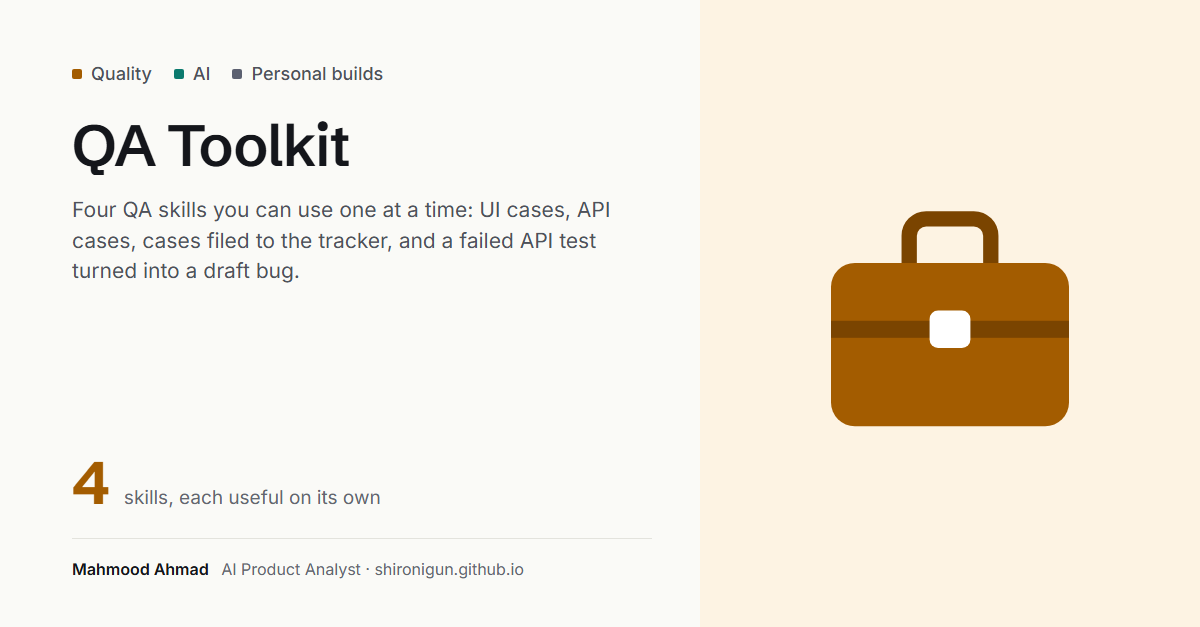 Quality AI Personal builds
QA Toolkit
Four QA skills you can use one at a time: UI cases, API
cases, cases filed to the tracker, and a failed API test
turned into a draft bug.
4 skills, each useful on its own
Mahmood Ahmad AI Product Analyst · shironigun.github.io